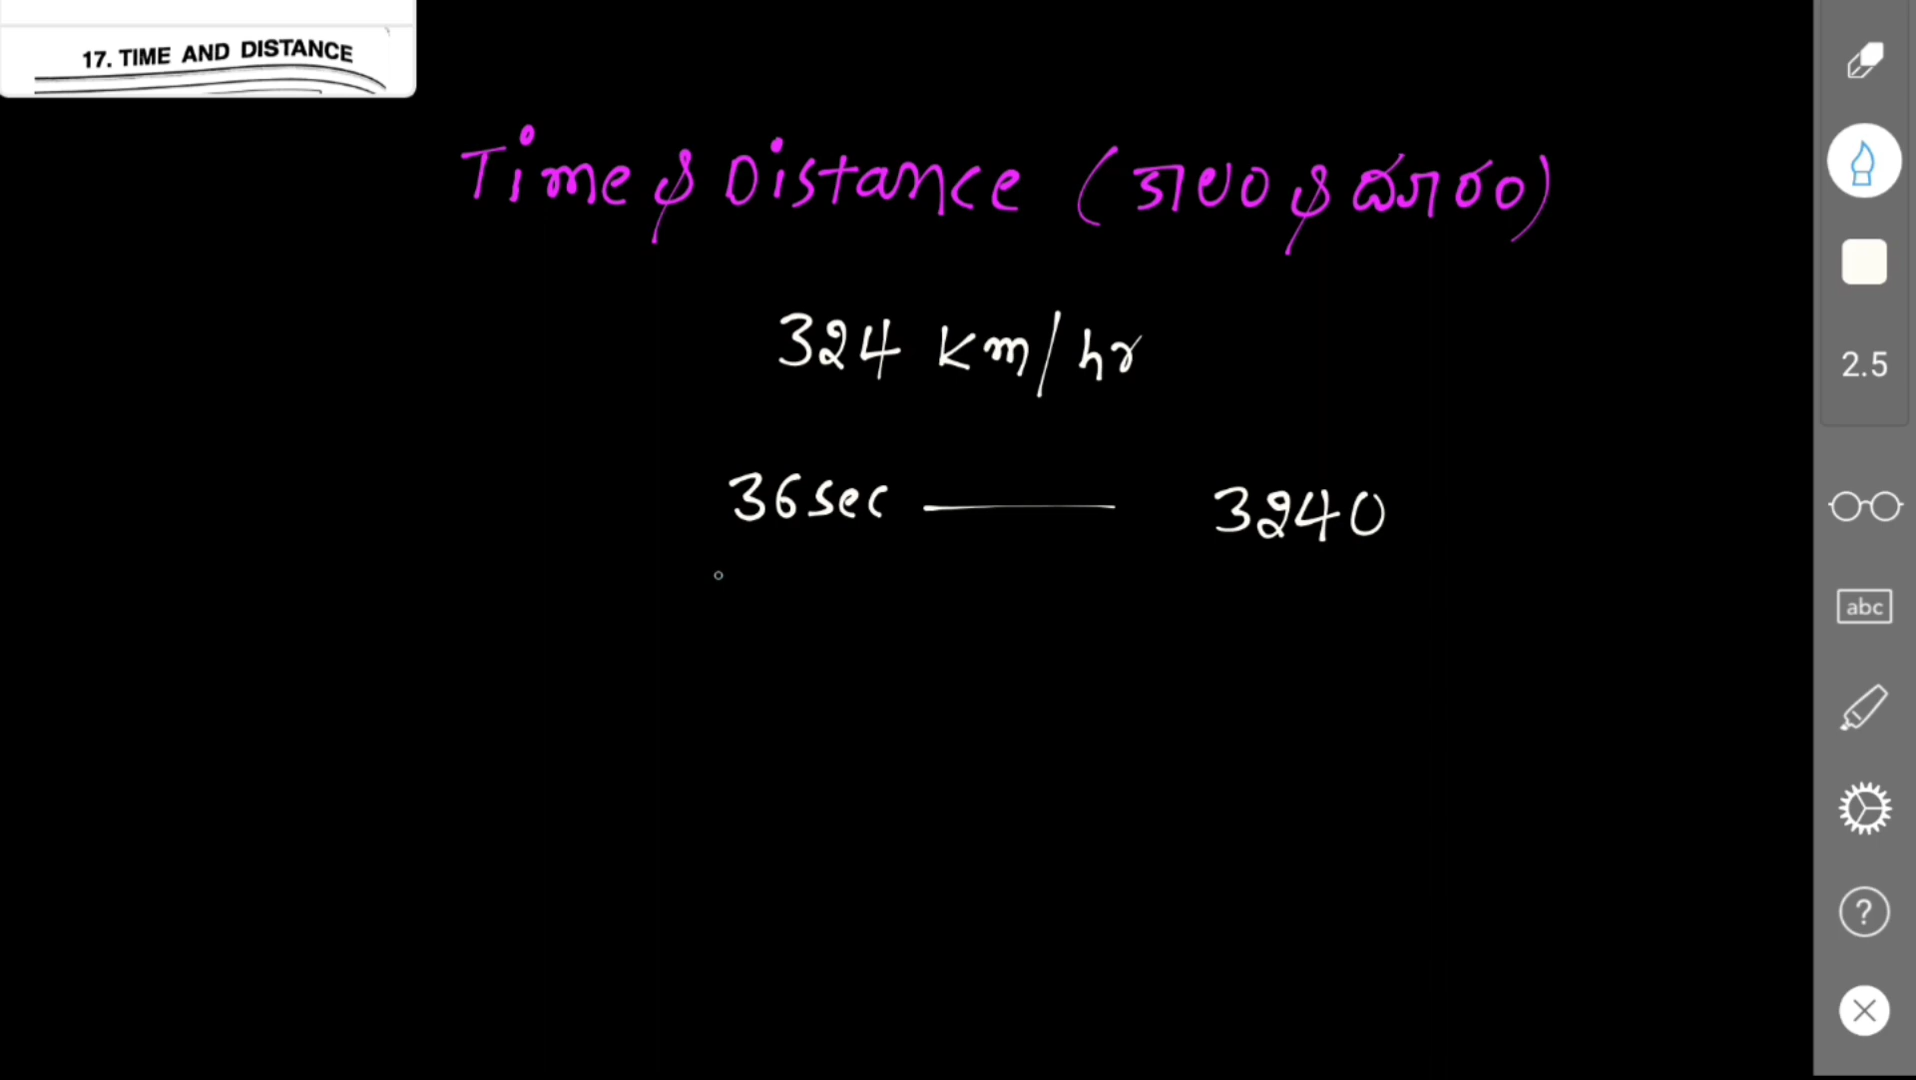 17. TIME AND DISTANCE
Time & Distance (ಕಾಲಂ & ದೂರಂ)
324 Km/hr
36sec — 3240
2.5
abc
?